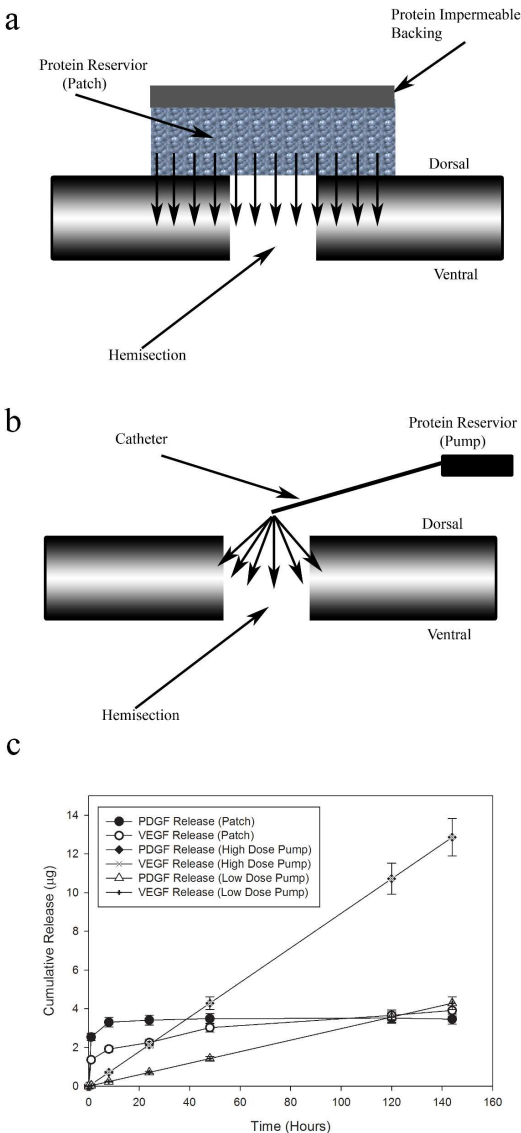 a
Protein Impermeable
Backing
Protein Reservior
(Patch)
Dorsal
Ventral
Hemisection
b
Protein Reservior
(Pump)
Catheter
Dorsal
Ventral
Hemisection
c
PDGF Release (Patch)
VEGF Release (Patch)
PDGF Release (High Dose Pump)
VEGF Release (High Dose Pump)
PDGF Release (Low Dose Pump)
VEGF Release (Low Dose Pump)
Cumulative Release (μg)
14
12
10
8
6
4
2
0
0 20 40 60 80 100 120 140 160
Time (Hours)